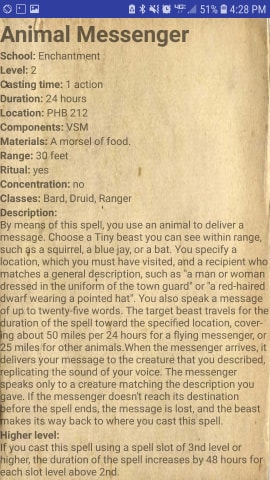 51% 4:28 PM
Animal Messenger
School: Enchantment
Level: 2
Casting time: 1 action
Duration: 24 hours
Location: PHB 212
Components: VSM
Materials: A morsel of food.
Range: 30 feet
Ritual: yes
Concentration: no
Classes: Bard, Druid, Ranger
Description:
By means of this spell, you use an animal to deliver a
message. Choose a Tiny beast you can see within range,
such as a squirrel, a blue jay, or a bat. You specify a
location, which you must have visited, and a recipient who
matches a general description, such as "a man or woman
dressed in the uniform of the town guard" or "a red-haired
dwarf wearing a pointed hat". You also speak a message
of up to twenty-five words. The target beast travels for the
duration of the spell toward the specified location, cover-
ing about 50 miles per 24 hours for a flying messenger, or
25 miles for other animals.When the messenger arrives, it
delivers your message to the creature that you described,
replicating the sound of your voice. The messenger
speaks only to a creature matching the description you
gave. If the messenger doesn't reach its destination
before the spell ends, the message is lost, and the beast
makes its way back to where you cast this spell.
Higher level:
If you cast this spell using a spell slot of 3nd level or
higher, the duration of the spell increases by 48 hours for
each slot level above 2nd.